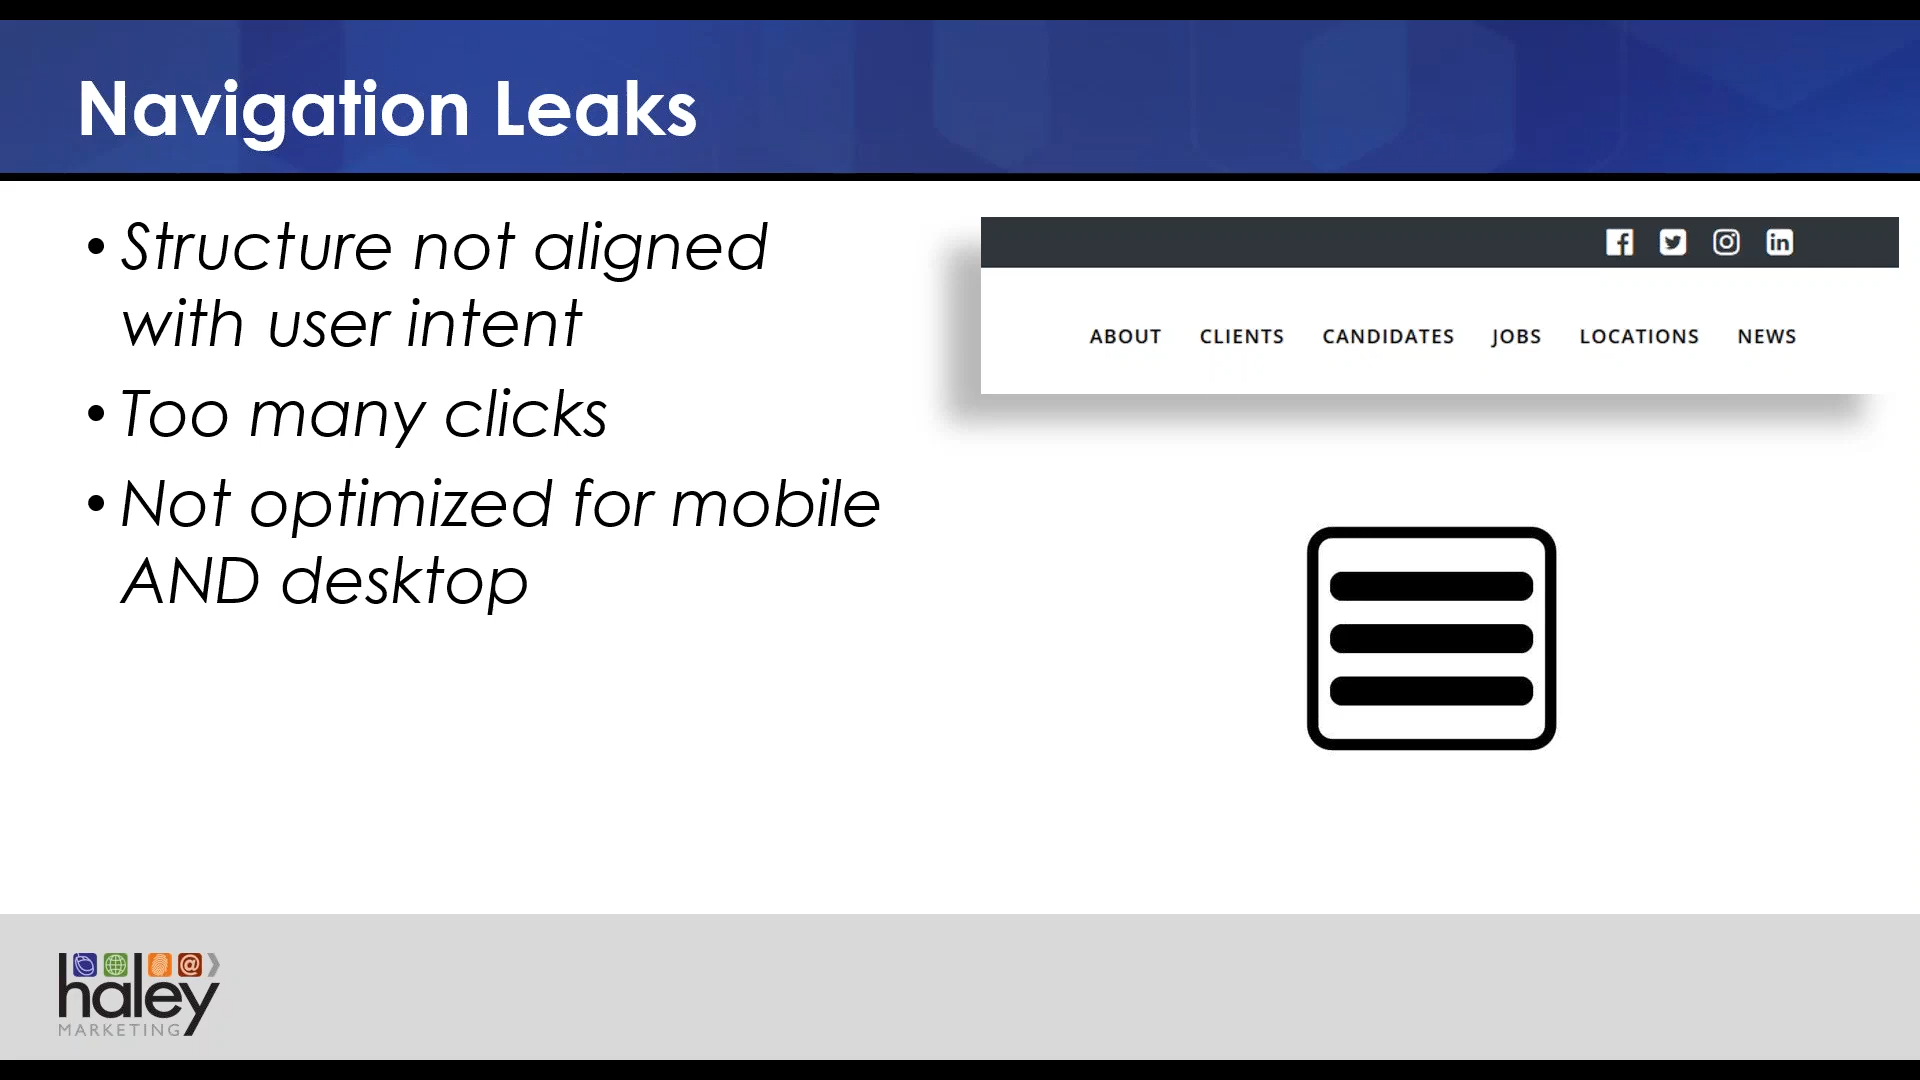 Navigation Leaks
• Structure not aligned
with user intent
• Too many clicks
• Not optimized for mobile
AND desktop
ABOUT CLIENTS CANDIDATES JOBS LOCATIONS NEWS
haley
MARKETING